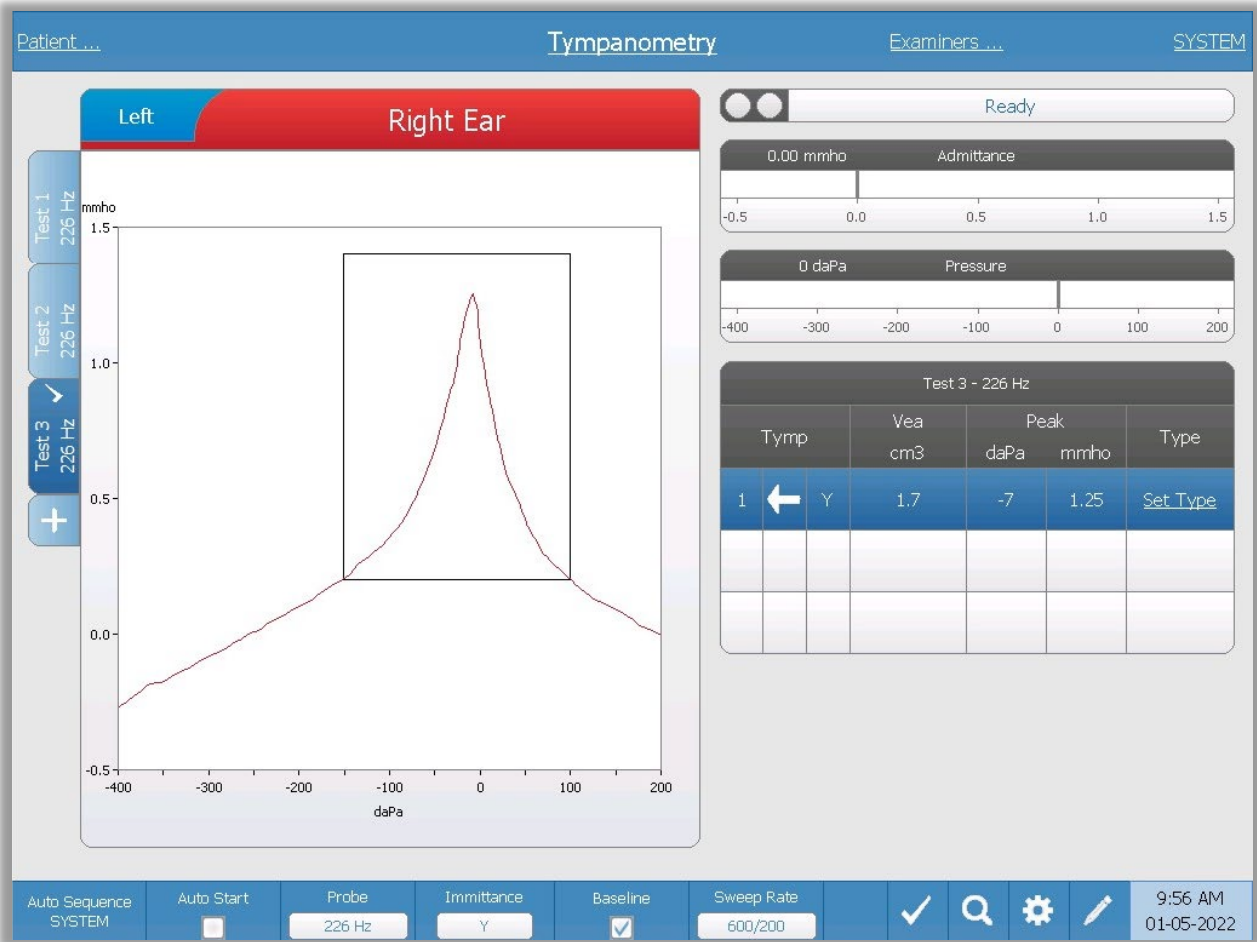 Patient ...
Tympanometry
Examiners ...
SYSTEM
Left
Right Ear
Test 1
226 Hz
Test 2
226 Hz
Test 3
226 Hz
mmho
1.5
1.0
0.5
0.0
-0.5
-400 -300 -200 -100 0 100 200
daPa
Ready
0.00 mmho Admittance
-0.5 0.0 0.5 1.0 1.5
0 daPa Pressure
-400 -300 -200 -100 0 100 200
Test 3 - 226 Hz
Tymp Vea Peak Type
cm3 daPa mmho
1 Y 1.7 -7 1.25 Set Type
Auto Sequence
SYSTEM
Auto Start
Probe
226 Hz
Immittance
Y
Baseline
Sweep Rate
600/200
9:56 AM
01-05-2022